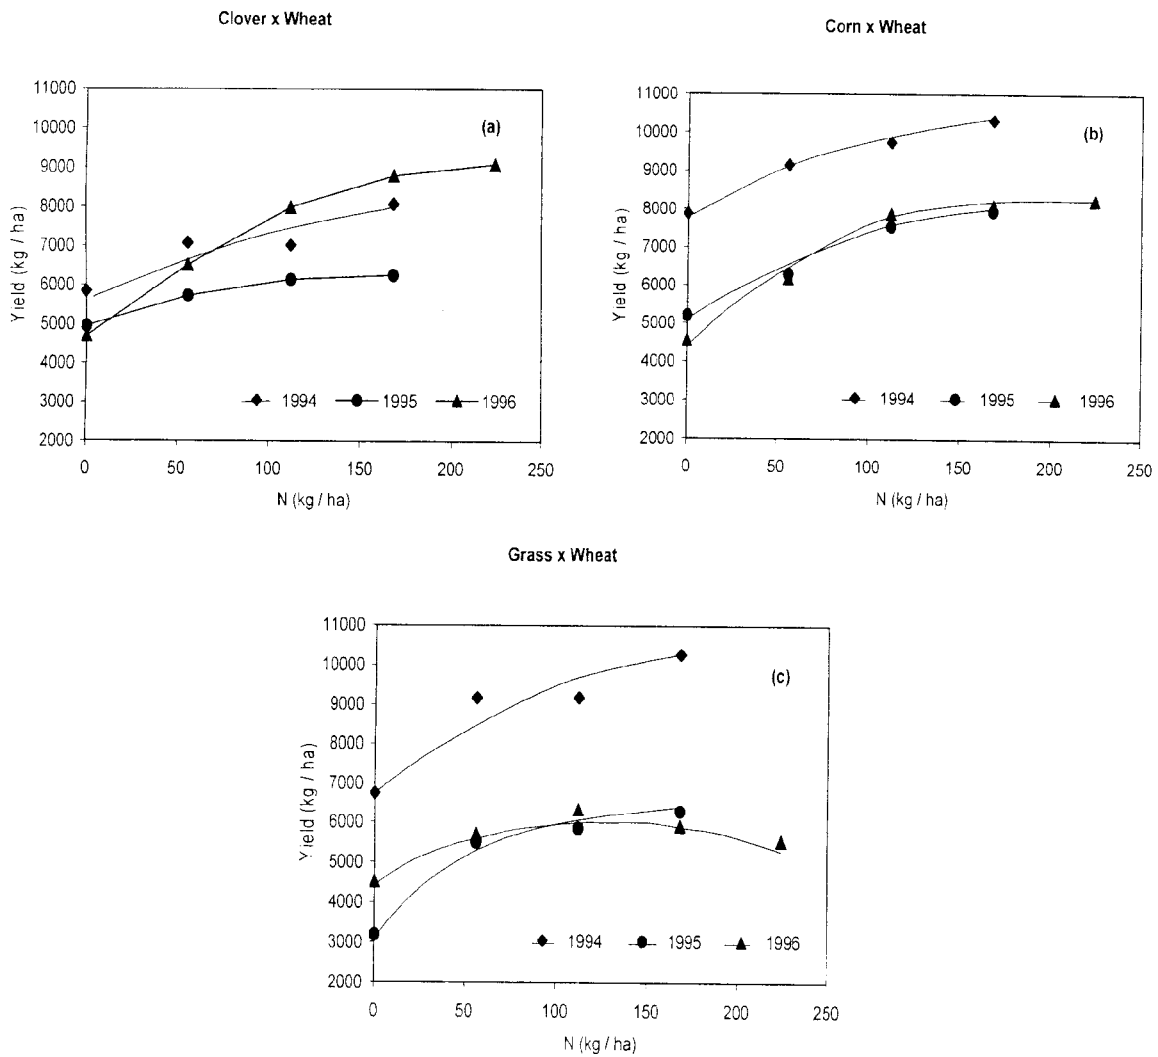 Clover x Wheat
11000
10000
9000
8000
7000
6000
5000
4000
3000
2000
Yield (kg / ha)
(a)
1994 1995 1996
0 50 100 150 200 250
N (kg / ha)
Corn x Wheat
11000
10000
9000
8000
7000
6000
5000
4000
3000
2000
Yield (kg / ha)
(b)
1994 1995 1996
0 50 100 150 200 250
N (kg / ha)
Grass x Wheat
11000
10000
9000
8000
7000
6000
5000
4000
3000
2000
Yield (kg / ha)
(c)
1994 1995 1996
0 50 100 150 200 250
N (kg / ha)